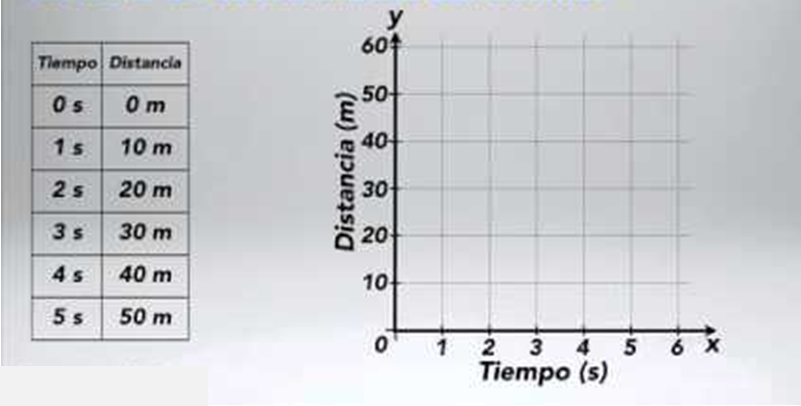 Tiempo Distancia
0 s 0 m
1 s 10 m
2 s 20 m
3 s 30 m
4 s 40 m
5 s 50 m
y
60
50
40
30
20
10
0 1 2 3 4 5 6 x
Distancia (m)
Tiempo (s)